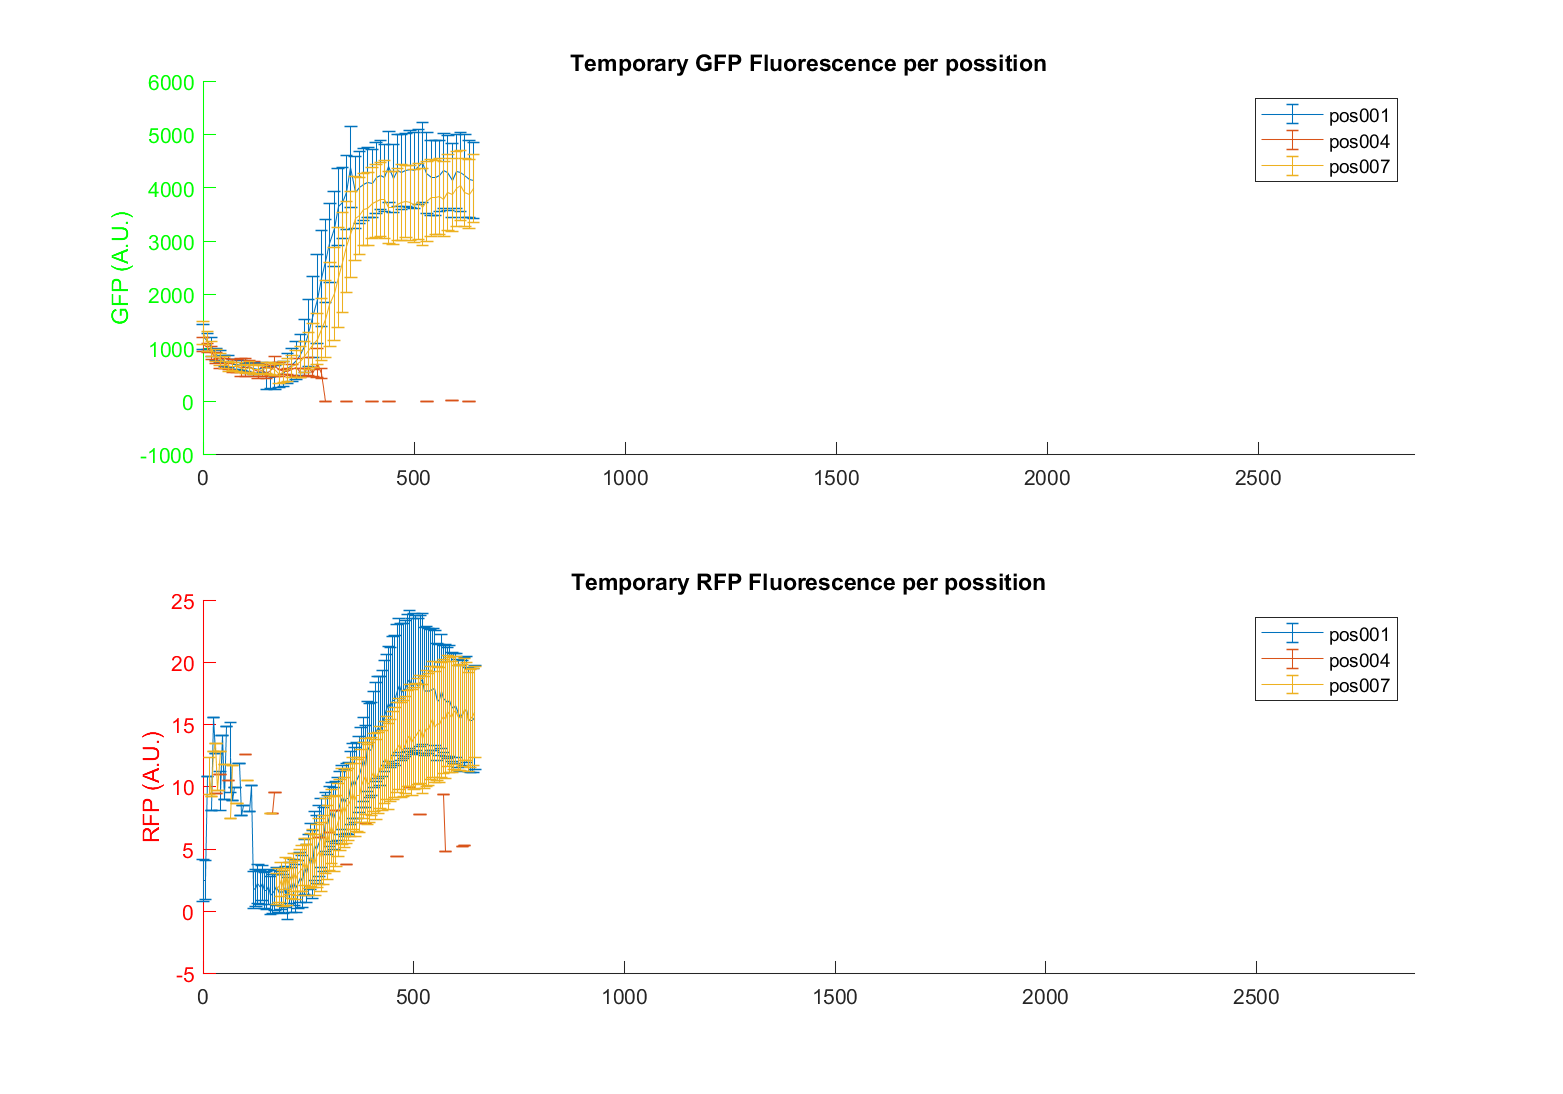 Temporary GFP Fluorescence per possition
6000
5000
4000
3000
2000
1000
0
-1000
GFP (A.U.)
pos001
pos004
pos007
0 500 1000 1500 2000 2500
Temporary RFP Fluorescence per possition
25
20
15
10
5
0
-5
RFP (A.U.)
pos001
pos004
pos007
0 500 1000 1500 2000 2500